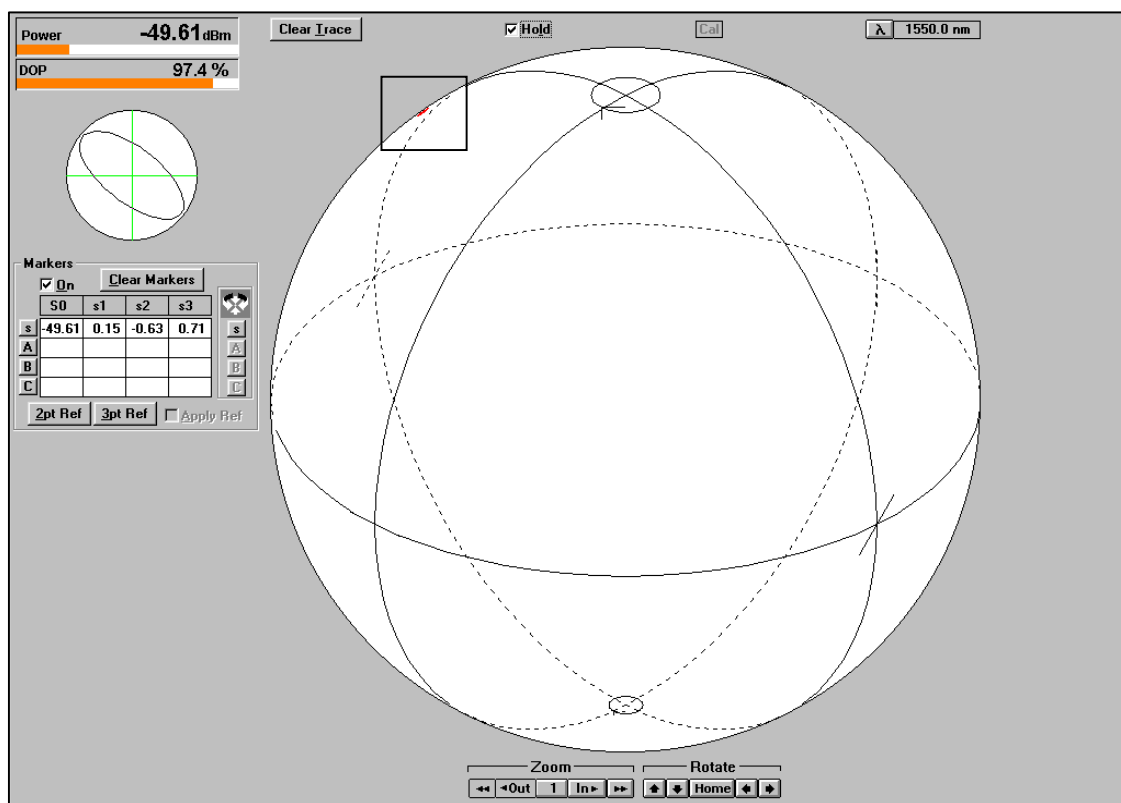 Power -49.61 dBm
DOP 97.4 %
Clear Trace
Hold
Cal
λ 1550.0 nm
Markers
On
Clear Markers
S0 s1 s2 s3
s -49.61 0.15 -0.63 0.71 s
A A
B B
C C
2pt Ref 3pt Ref Apply Ref
Zoom Rotate
◄◄ ◄Out 1 In► ►► Home